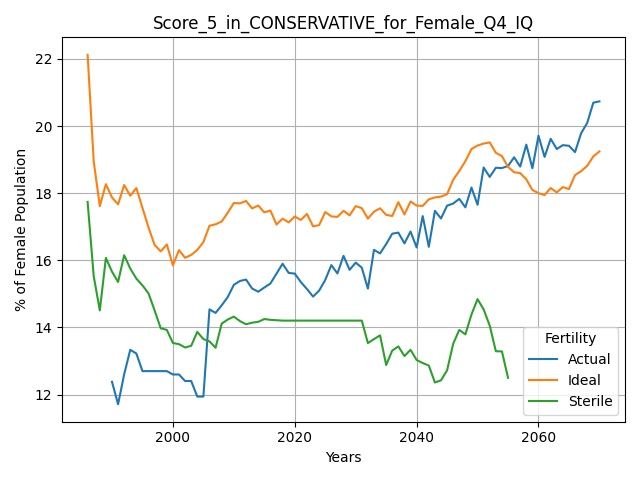 Score_5_in_CONSERVATIVE_for_Female_Q4_IQ
% of Female Population
22
20
18
16
14
12
2000 2020 2040 2060
Years
Fertility
Actual
Ideal
Sterile